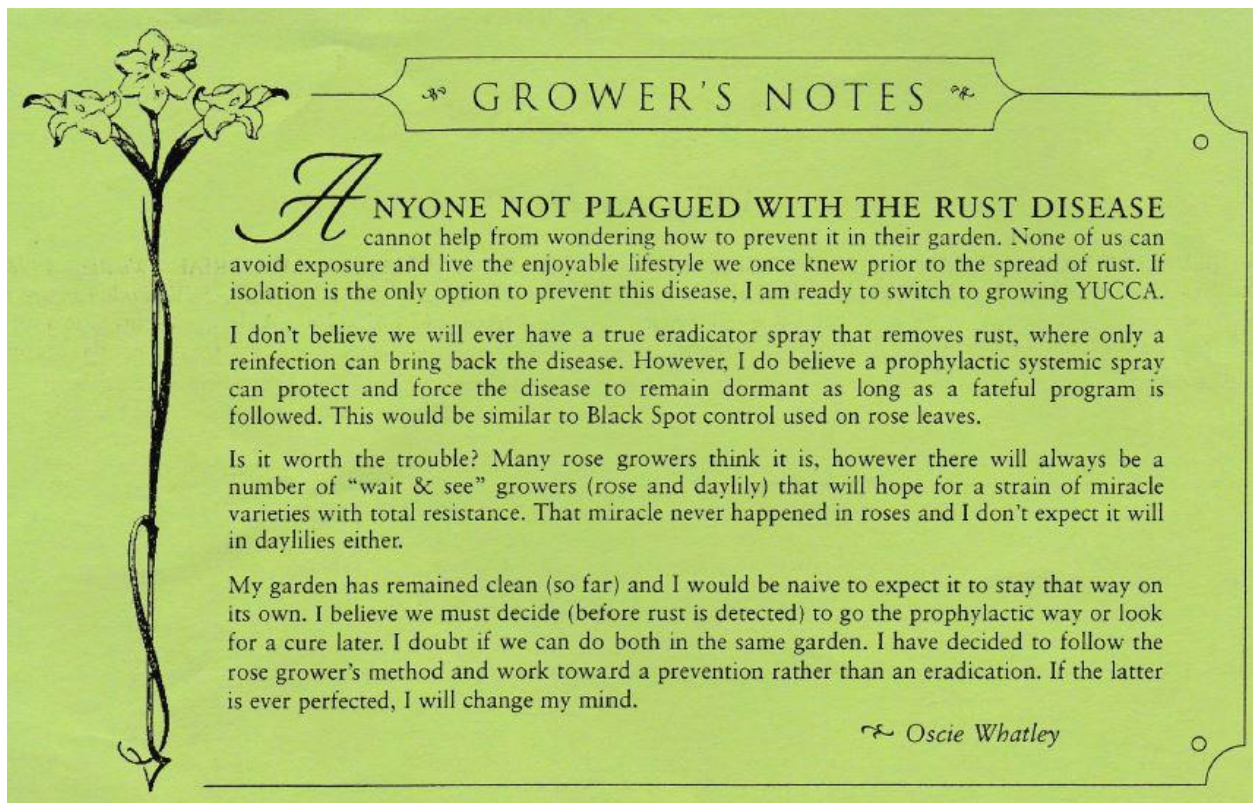 GROWER'S NOTES
ANYONE NOT PLAGUED WITH THE RUST DISEASE
cannot help from wondering how to prevent it in their garden. None of us can
avoid exposure and live the enjoyable lifestyle we once knew prior to the spread of rust. If
isolation is the only option to prevent this disease, I am ready to switch to growing YUCCA.
I don't believe we will ever have a true eradicator spray that removes rust, where only a
reinfection can bring back the disease. However, I do believe a prophylactic systemic spray
can protect and force the disease to remain dormant as long as a fateful program is
followed. This would be similar to Black Spot control used on rose leaves.
Is it worth the trouble? Many rose growers think it is, however there will always be a
number of "wait & see" growers (rose and daylily) that will hope for a strain of miracle
varieties with total resistance. That miracle never happened in roses and I don't expect it will
in daylilies either.
My garden has remained clean (so far) and I would be naive to expect it to stay that way on
its own. I believe we must decide (before rust is detected) to go the prophylactic way or look
for a cure later. I doubt if we can do both in the same garden. I have decided to follow the
rose grower's method and work toward a prevention rather than an eradication. If the latter
is ever perfected, I will change my mind.
Oscie Whatley